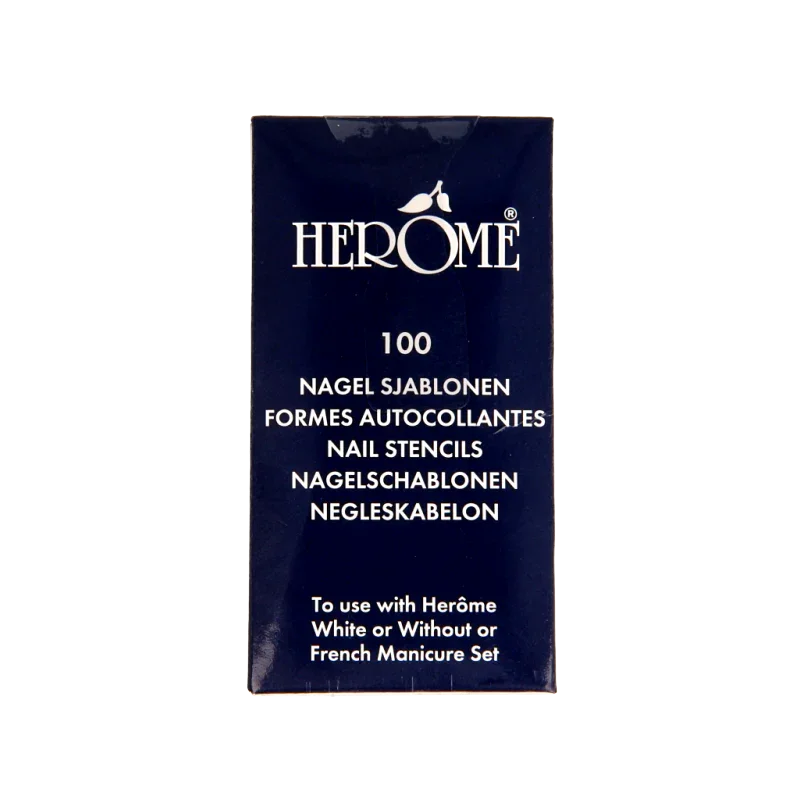 HERÔME®
100
NAGEL SJABLONEN
FORMES AUTOCOLLANTES
NAIL STENCILS
NAGELSCHABLONEN
NEGLESKABELON
To use with Herôme
White or Without or
French Manicure Set